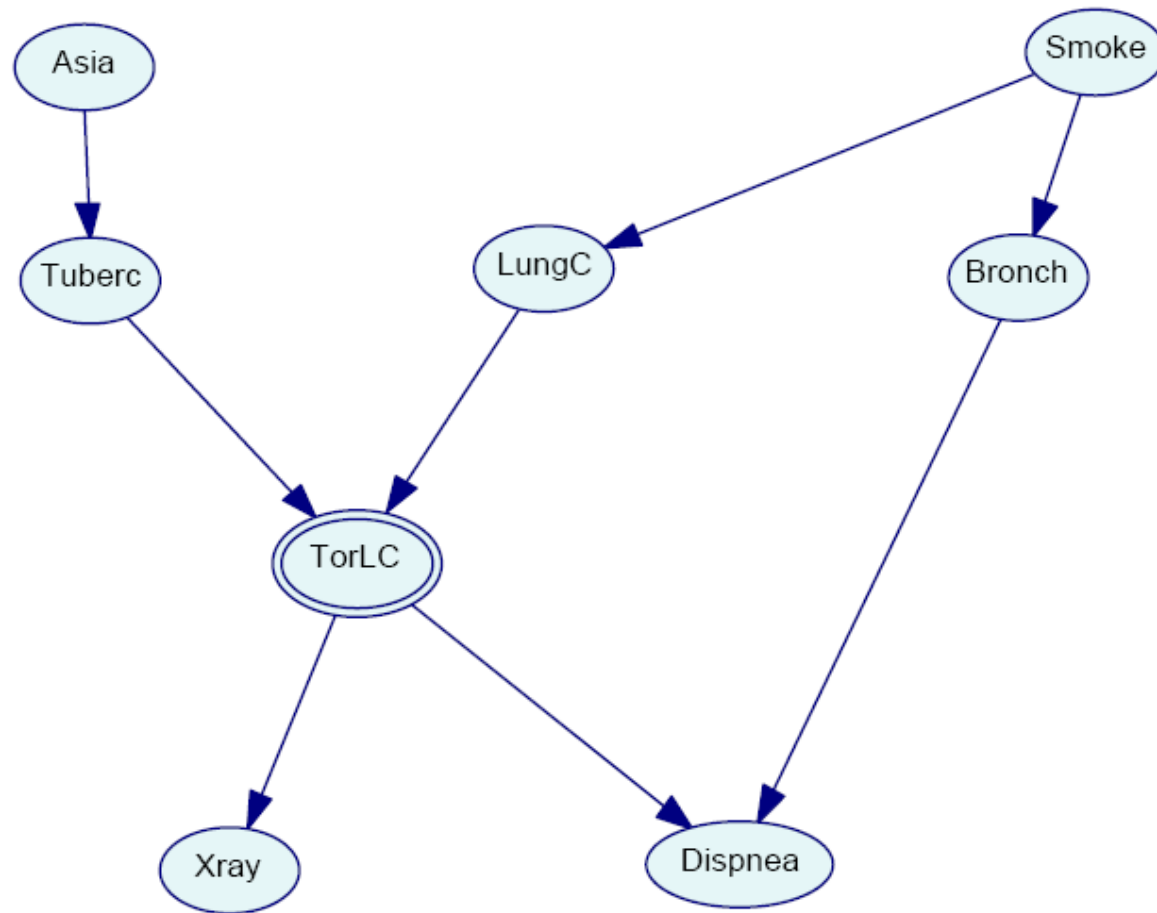 Asia
Smoke
Tuberc
LungC
Bronch
TorLC
Xray
Dispnea